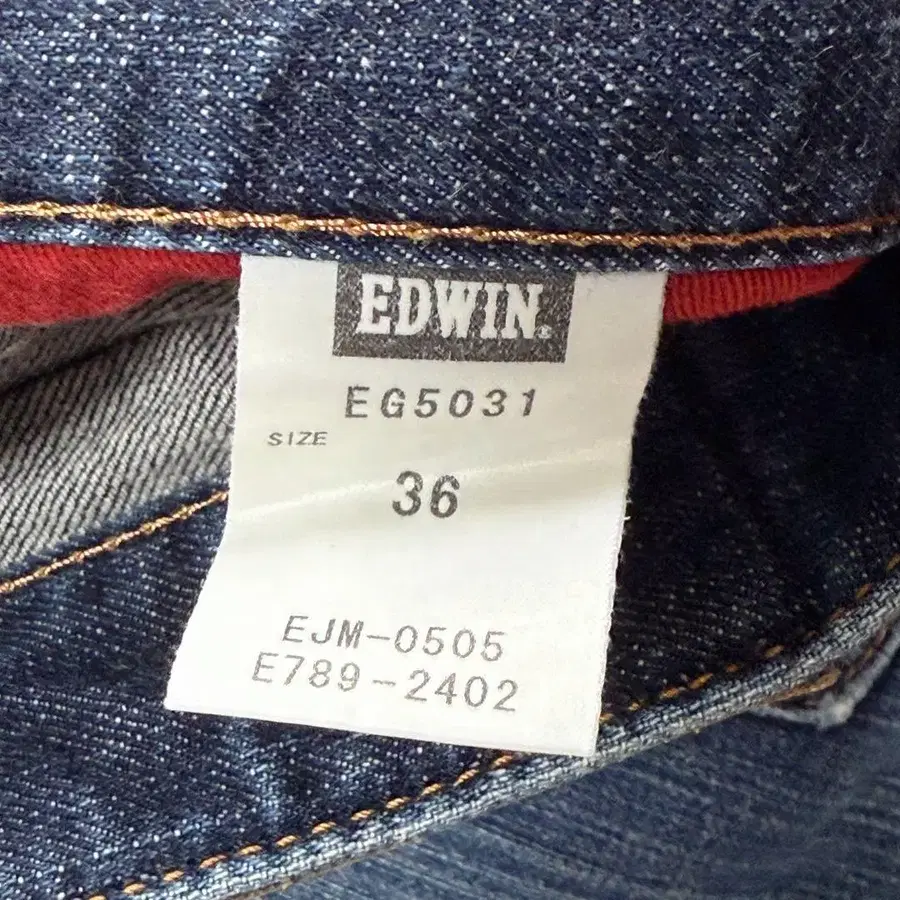 EDWIN.
EG5031
SIZE
36
EJM-0505
E789-2402